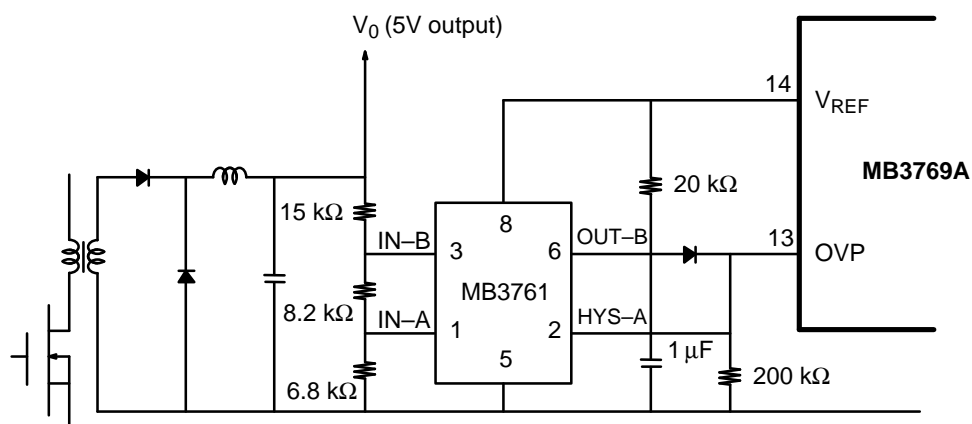 V0 (5V output)
14
VREF
MB3769A
20 kΩ
15 kΩ
8
IN–B
OUT–B
13
3
6
OVP
MB3761
8.2 kΩ
IN–A
HYS–A
1
2
1 μF
5
6.8 kΩ
200 kΩ